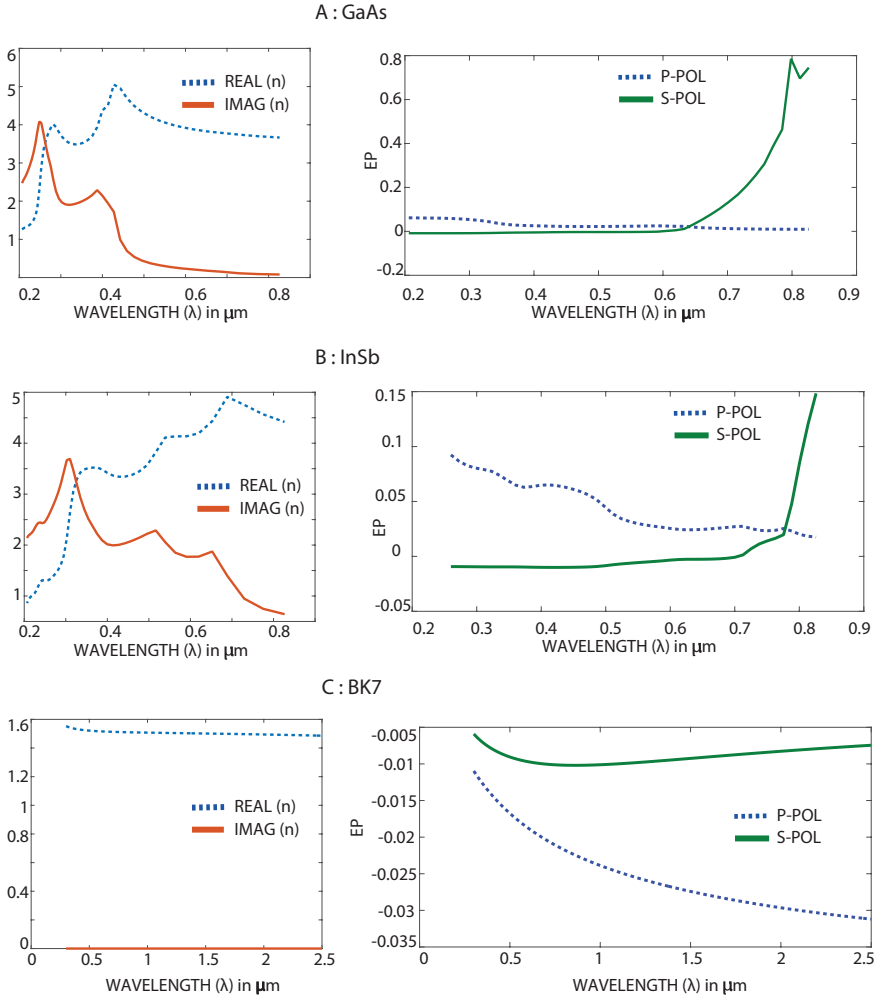 A : GaAs
6
5
4
3
2
1
REAL (n)
IMAG (n)
0.2
0.4
0.6
0.8
WAVELENGTH (λ) in μm
0.8
0.6
0.4
0.2
0
-0.2
EP
P-POL
S-POL
0.2
0.3
0.4
0.5
0.6
0.7
0.8
0.9
WAVELENGTH (λ) in μm
B : InSb
5
4
3
2
1
REAL (n)
IMAG (n)
0.2
0.4
0.6
0.8
WAVELENGTH (λ) in μm
0.15
0.1
0.05
0
-0.05
EP
P-POL
S-POL
0.2
0.3
0.4
0.5
0.6
0.7
0.8
0.9
WAVELENGTH (λ) in μm
C : BK7
1.6
1.2
1
0.8
0.4
0
REAL (n)
IMAG (n)
0
0.5
1
1.5
2
2.5
WAVELENGTH (λ) in μm
-0.005
-0.01
-0.015
-0.02
-0.025
-0.03
-0.035
EP
P-POL
S-POL
0
0.5
1
1.5
2
2.5
WAVELENGTH (λ) in μm